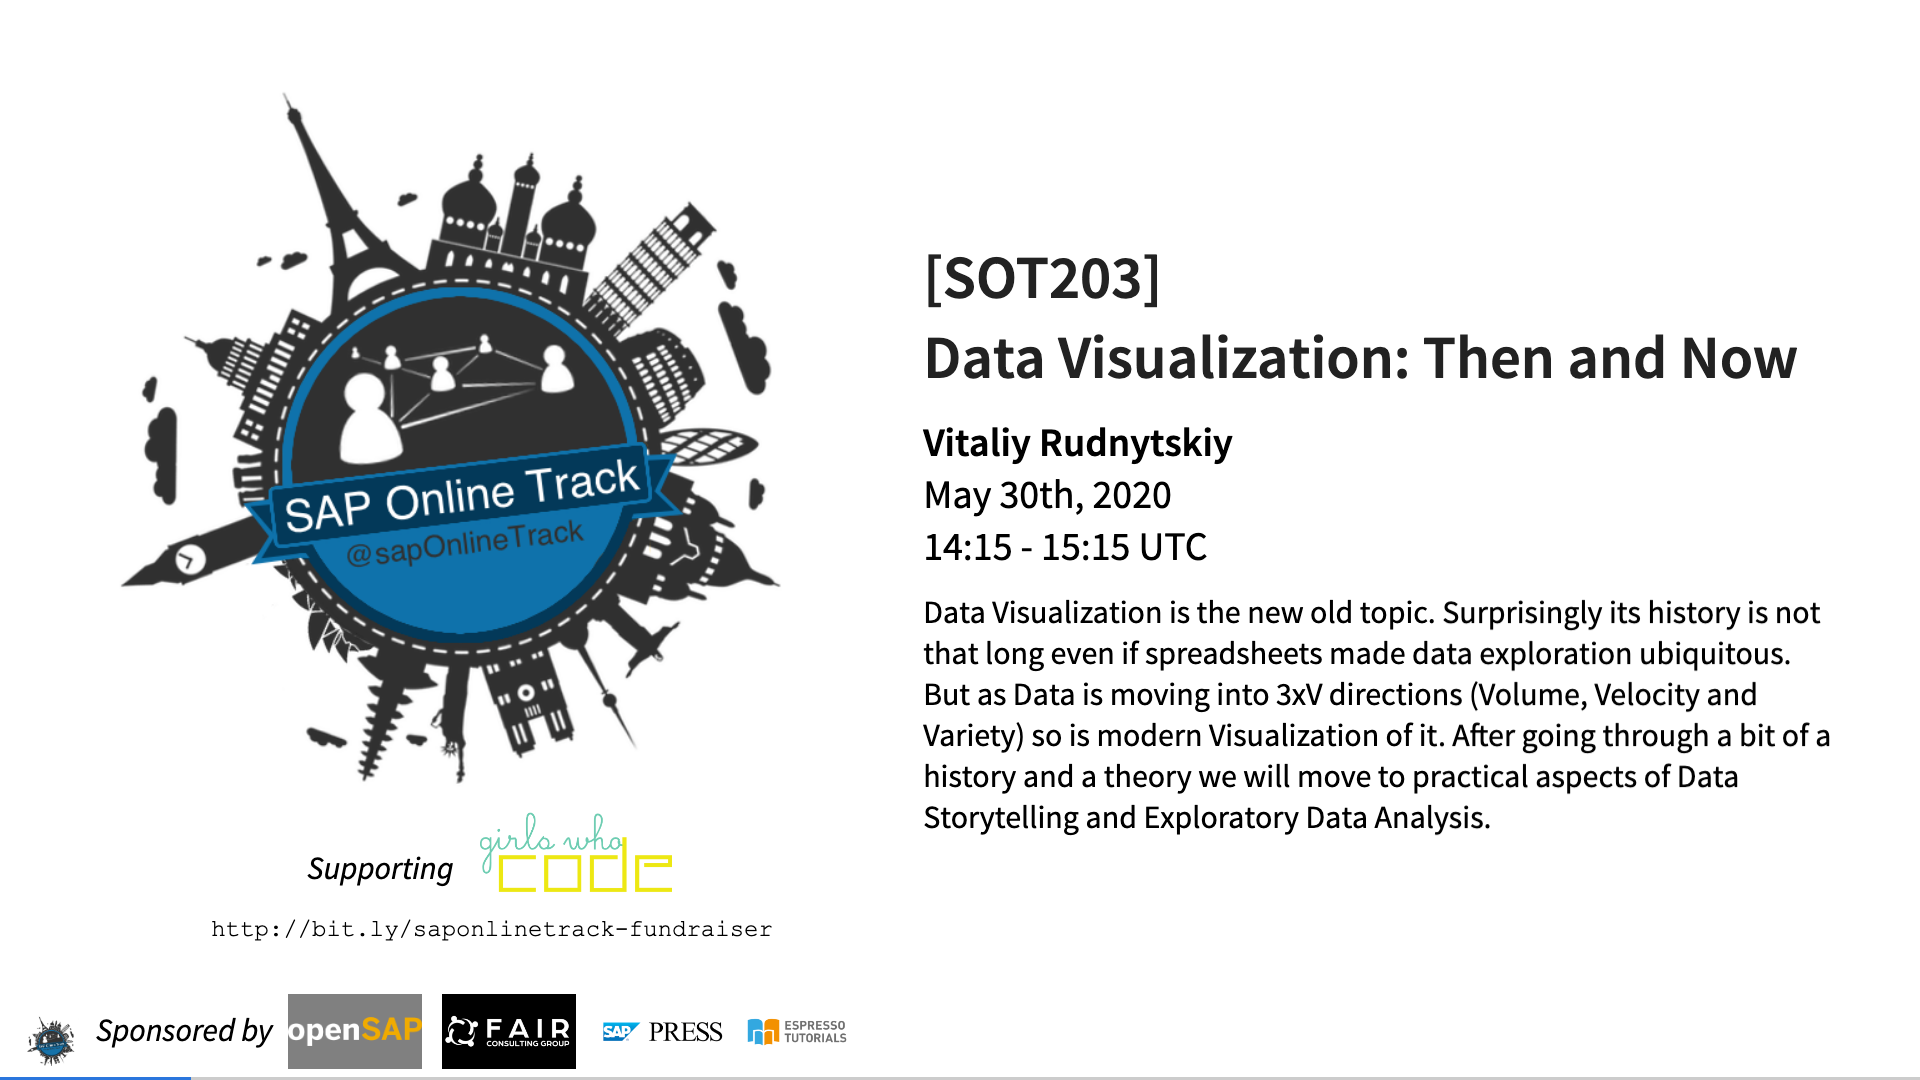 SAP Online Track
@sapOnlineTrack
Supporting
girls who
code
http://bit.ly/saponlinetrack-fundraiser
[SOT203]
Data Visualization: Then and Now
Vitaliy Rudnytskiy
May 30th, 2020
14:15 - 15:15 UTC
Data Visualization is the new old topic. Surprisingly its history is not
that long even if spreadsheets made data exploration ubiquitous.
But as Data is moving into 3xV directions (Volume, Velocity and
Variety) so is modern Visualization of it. After going through a bit of a
history and a theory we will move to practical aspects of Data
Storytelling and Exploratory Data Analysis.
Sponsored by
openSAP
FAIR
CONSULTING GROUP
SAP PRESS
ESPRESSO
TUTORIALS